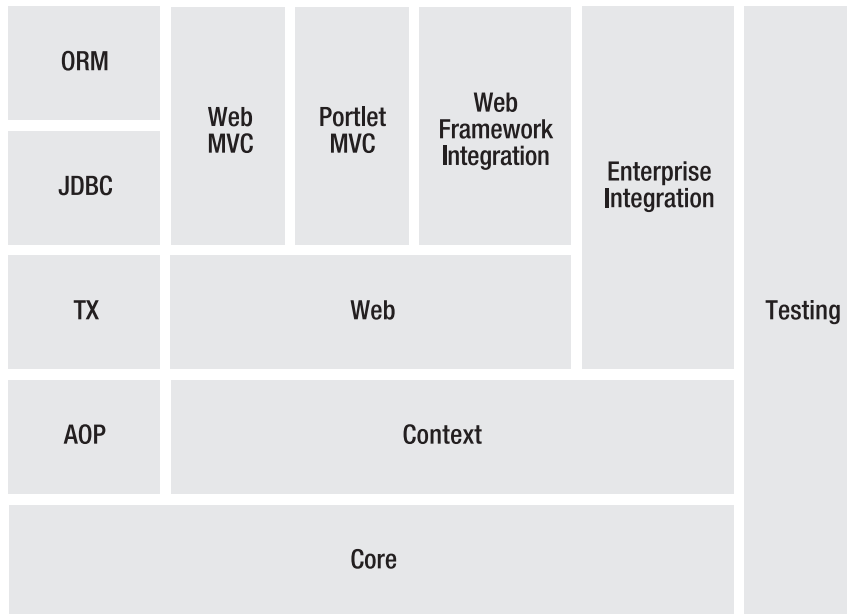 ORM
Web
MVC
Portlet
MVC
Web
Framework
Integration
Enterprise
Integration
JDBC
TX
Web
Testing
AOP
Context
Core